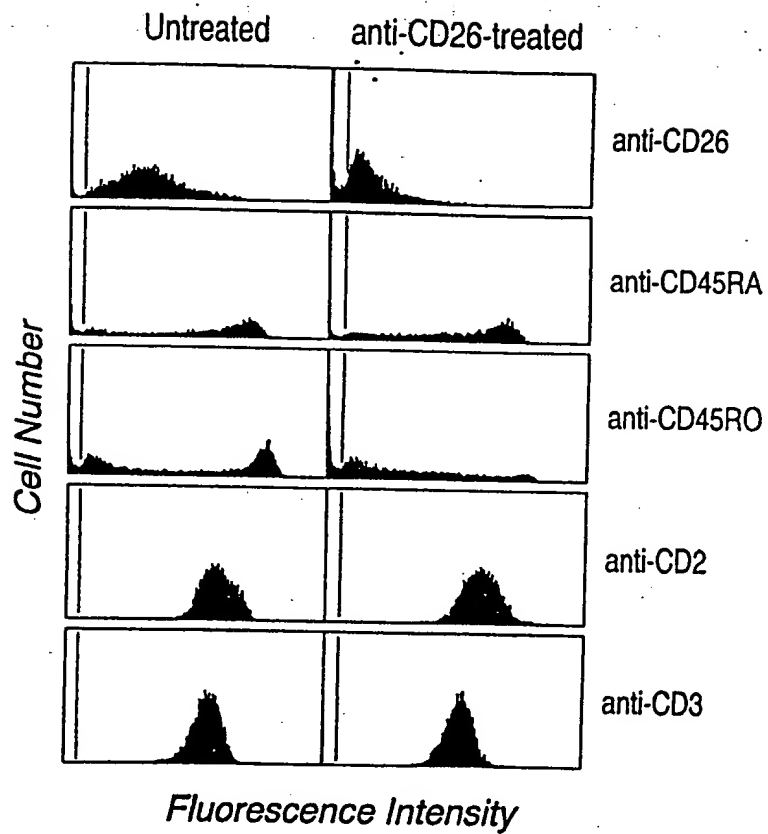 Untreated anti-CD26-treated
anti-CD26
anti-CD45RA
anti-CD45RO
anti-CD2
anti-CD3
Cell Number
Fluorescence Intensity